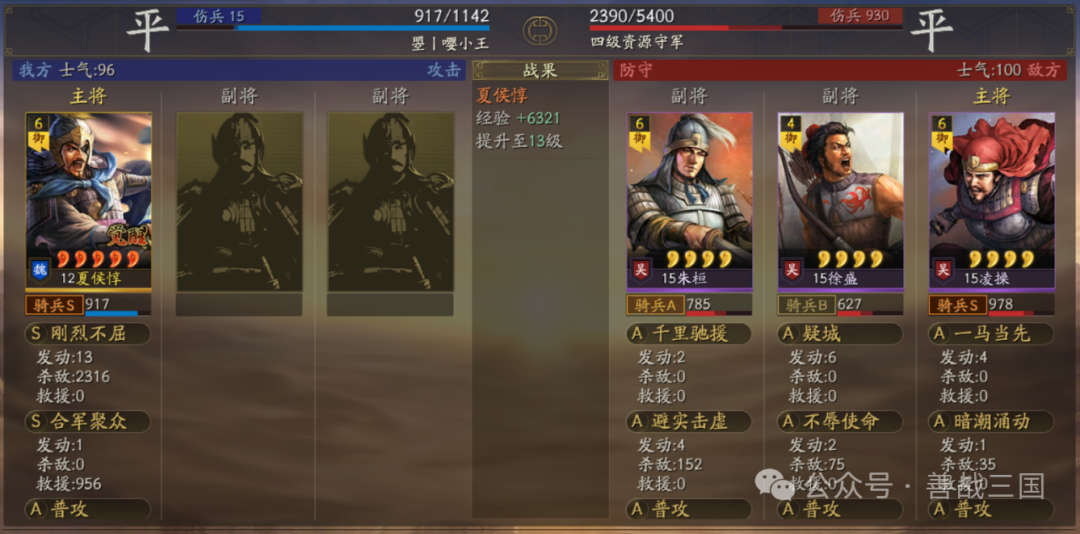 平
伤兵 15
917/1142
曌丨嘤小王
2390/5400
伤兵 930
四级资源守军
平
我方 士气:96 攻击
战果
防守 士气:100 敌方
主将
副将
副将
夏侯惇
经验 +6321
提升至13級
副将
副将
主将
6
御
觉醒
魏
12夏侯惇
骑兵S 917
S 刚烈不屈
发动:13
杀敌:2316
救援:0
S 合军聚众
发动:1
杀敌:0
救援:956
A 普攻
6
御
吴
15朱桓
骑兵A 785
A 千里驰援
发动:2
杀敌:0
救援:0
A 避实击虚
发动:4
杀敌:152
救援:0
A 普攻
4
御
吴
15徐盛
骑兵B 627
A 疑城
发动:6
杀敌:0
救援:0
A 不辱使命
发动:2
杀敌:75
救援:0
A 普攻
6
御
吴
15凌操
骑兵S 978
A 一马当先
发动:4
杀敌:0
救援:0
A 暗潮涌动
发动:1
杀敌:35
救援:0
A 普攻
公众号·善战三国